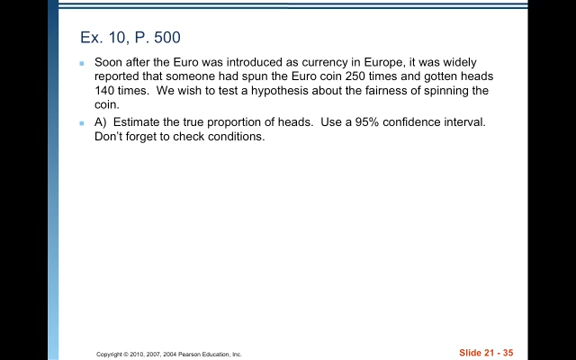 Ex. 10, P. 500
Soon after the Euro was introduced as currency in Europe, it was widely
reported that someone had spun the Euro coin 250 times and gotten heads
140 times. We wish to test a hypothesis about the fairness of spinning the
coin.
A) Estimate the true proportion of heads. Use a 95% confidence interval.
Don't forget to check conditions.
Copyright © 2010, 2007, 2004 Pearson Education, Inc.
Slide 21 - 35